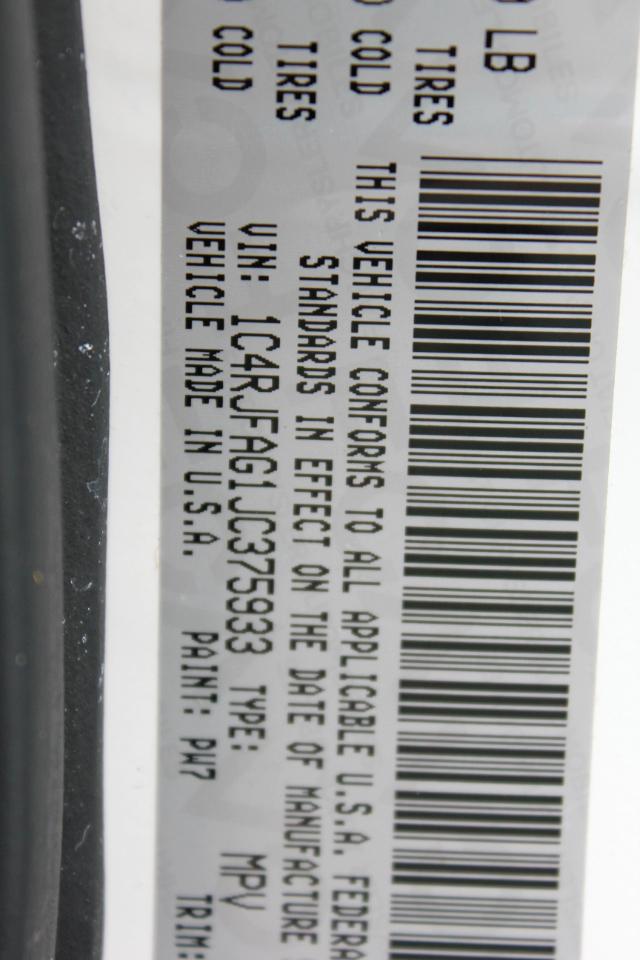 LB
TIRES COLD
TIRES COLD
THIS VEHICLE CONFORMS TO ALL APPLICABLE U.S.A. FEDERA
STANDARDS IN EFFECT ON THE DATE OF MANUFACTURE
VIN: 1C4RJFAG1JC375933 TYPE: MPV
VEHICLE MADE IN U.S.A. PAINT: PW7 TRIM: